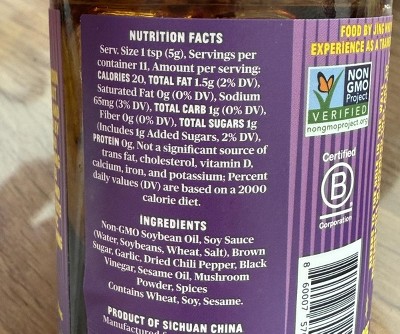 NUTRITION FACTS
Serv. Size 1 tsp (5g), Servings per
container 11, Amount per serving:
CALORIES 20, TOTAL FAT 1.5g (2% DV),
Saturated Fat 0g (0% DV), Sodium
65mg (3% DV), TOTAL CARB 1g (0% DV),
Fiber 0g (0% DV), TOTAL SUGARS 1g
(Includes 1g Added Sugars, 2% DV),
PROTEIN 0g, Not a significant source of
trans fat, cholesterol, vitamin D,
calcium, iron, and potassium; Percent
daily values (DV) are based on a 2000
calorie diet.
INGREDIENTS
Non-GMO Soybean Oil, Soy Sauce
(Water, Soybeans, Wheat, Salt), Brown
Sugar, Garlic, Dried Chili Pepper, Black
Vinegar, Sesame Oil, Mushroom
Powder, Spices
Contains Wheat, Soy, Sesame.
PRODUCT OF SICHUAN CHINA
Manufactured
FOOD BY JING
EXPERIENCE AS A
NON
GMO
Project
VERIFIED
nongmoproject.org
Certified
B
Corporation
8 60007 57